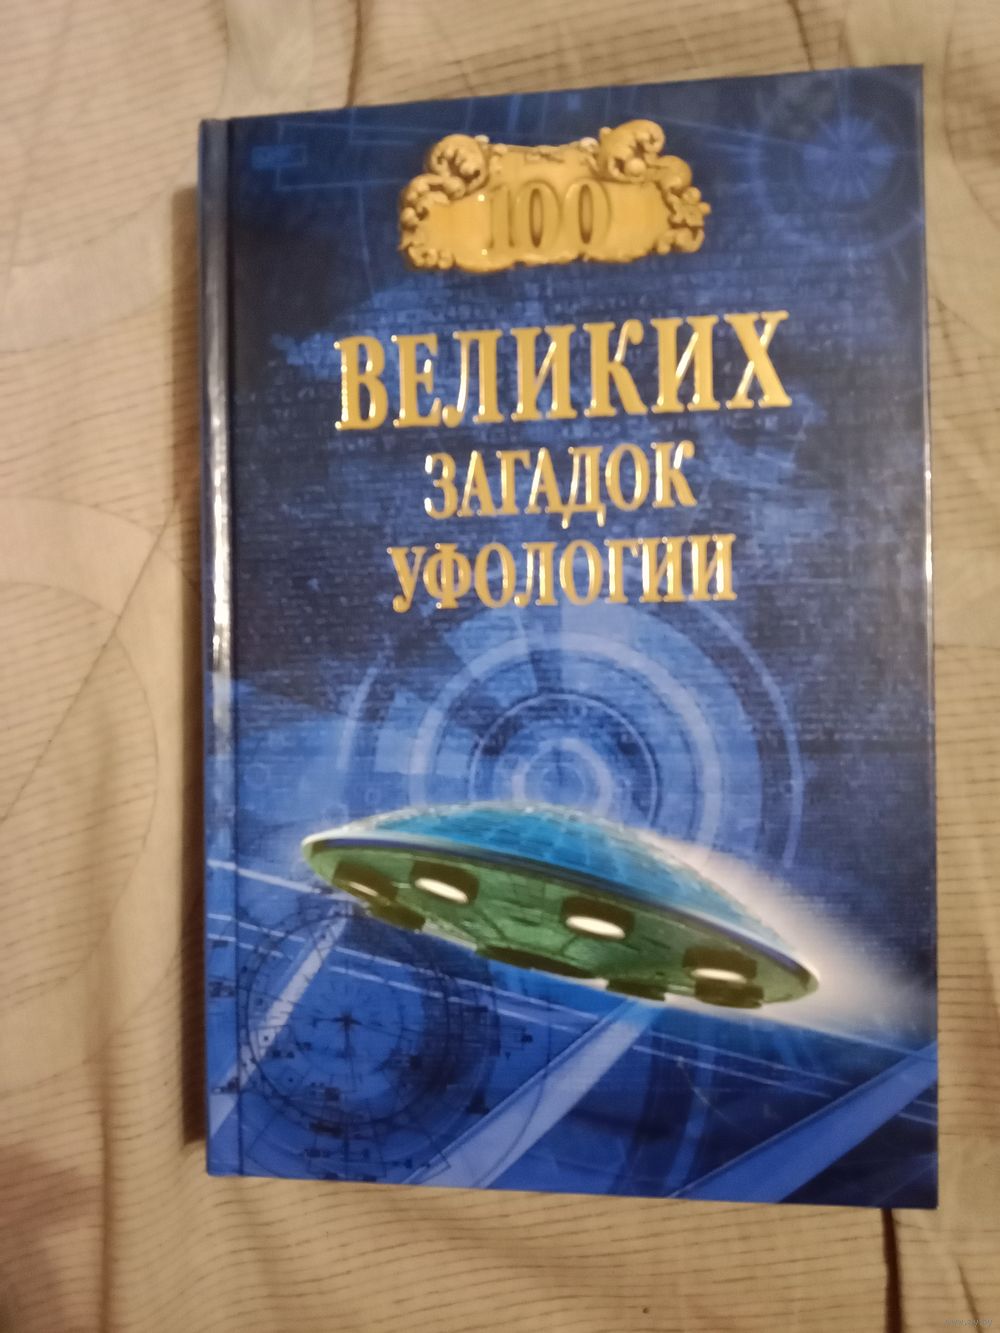 100
ВЕЛИКИХ
ЗАГАДОК
УФОЛОГИИ